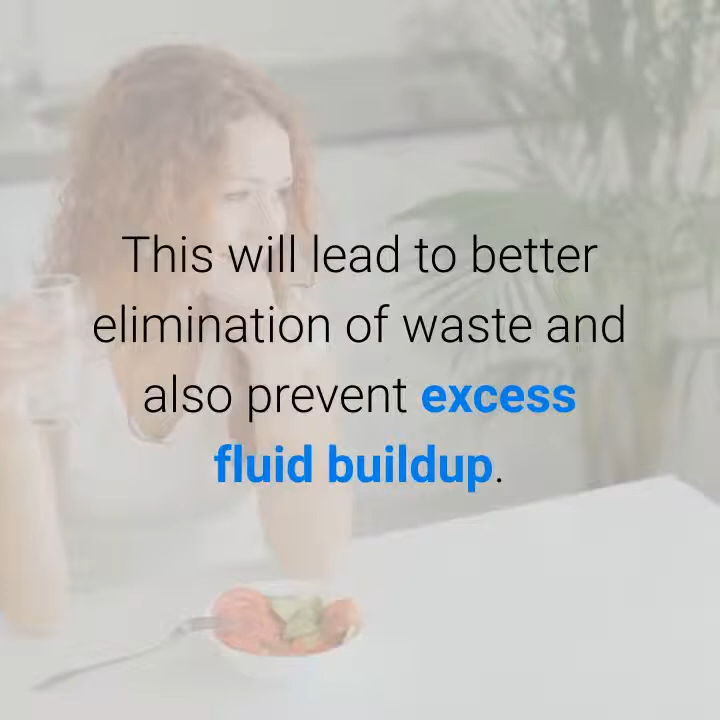 This will lead to better
elimination of waste and
also prevent excess
fluid buildup.